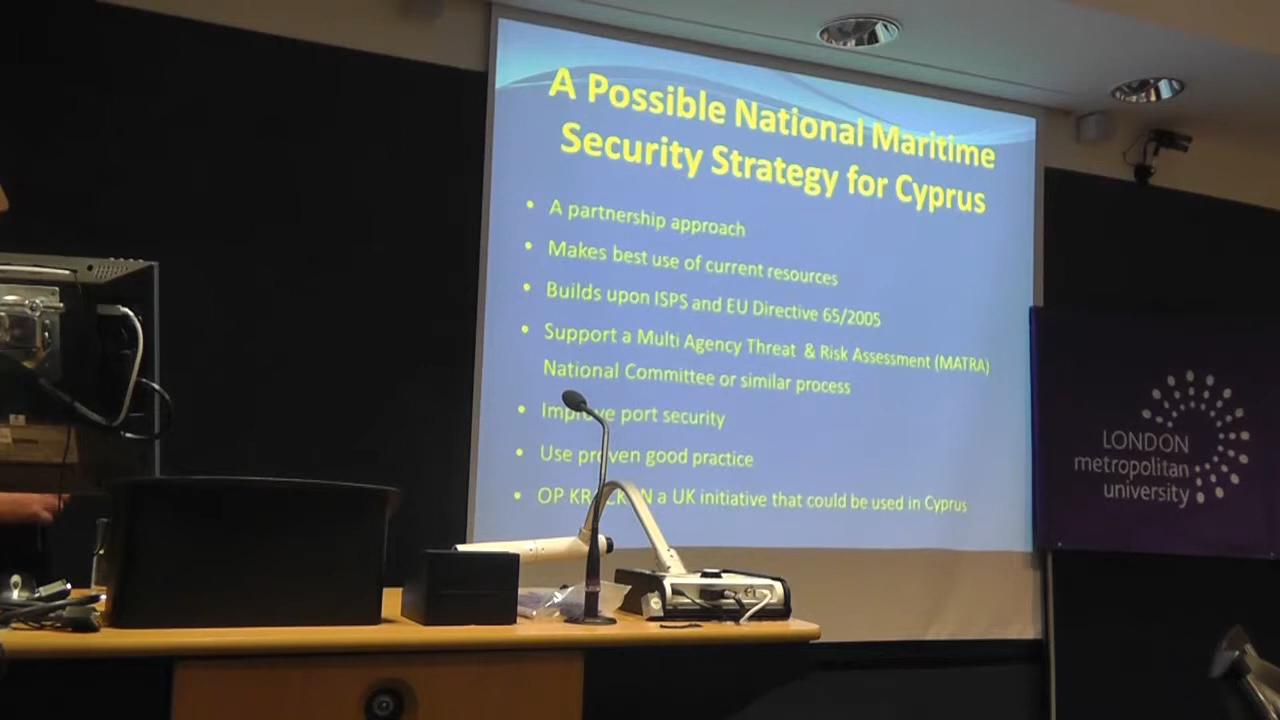 A Possible National Maritime
Security Strategy for Cyprus
• A partnership approach
• Makes best use of current resources
• Builds upon ISPS and EU Directive 65/2005
• Support a Multi Agency Threat & Risk Assessment (MATRA)
National Committee or similar process
• Improve port security
• Use proven good practice
• OP KRACKEN a UK initiative that could be used in Cyprus
LONDON
metropolitan
university